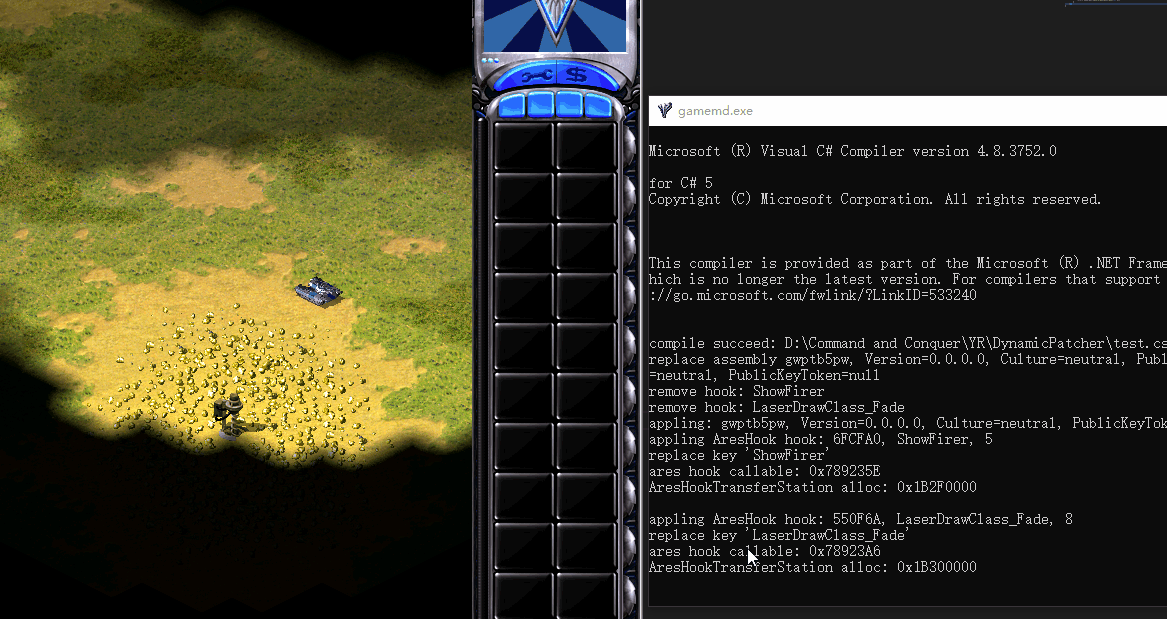 $
gamemd.exe
Microsoft (R) Visual C# Compiler version 4.8.3752.0
for C# 5
Copyright (C) Microsoft Corporation. All rights reserved.
This compiler is provided as part of the Microsoft (R) .NET Frame
hich is no longer the latest version. For compilers that support
://go.microsoft.com/fwlink/?LinkID=533240
compile succeed: D:\Command and Conquer\YR\DynamicPatcher\test.cs
replace assembly gwptb5pw, Version=0.0.0.0, Culture=neutral, Publ
=neutral, PublicKeyToken=null
remove hook: ShowFirer
remove hook: LaserDrawClass_Fade
appling: gwptb5pw, Version=0.0.0.0, Culture=neutral, PublicKeyTok
appling AresHook hook: 6FCFA0, ShowFirer, 5
replace key 'ShowFirer'
ares hook callable: 0x789235E
AresHookTransferStation alloc: 0x1B2F0000
appling AresHook hook: 550F6A, LaserDrawClass_Fade, 8
replace key 'LaserDrawClass_Fade'
ares hook callable: 0x78923A6
AresHookTransferStation alloc: 0x1B300000